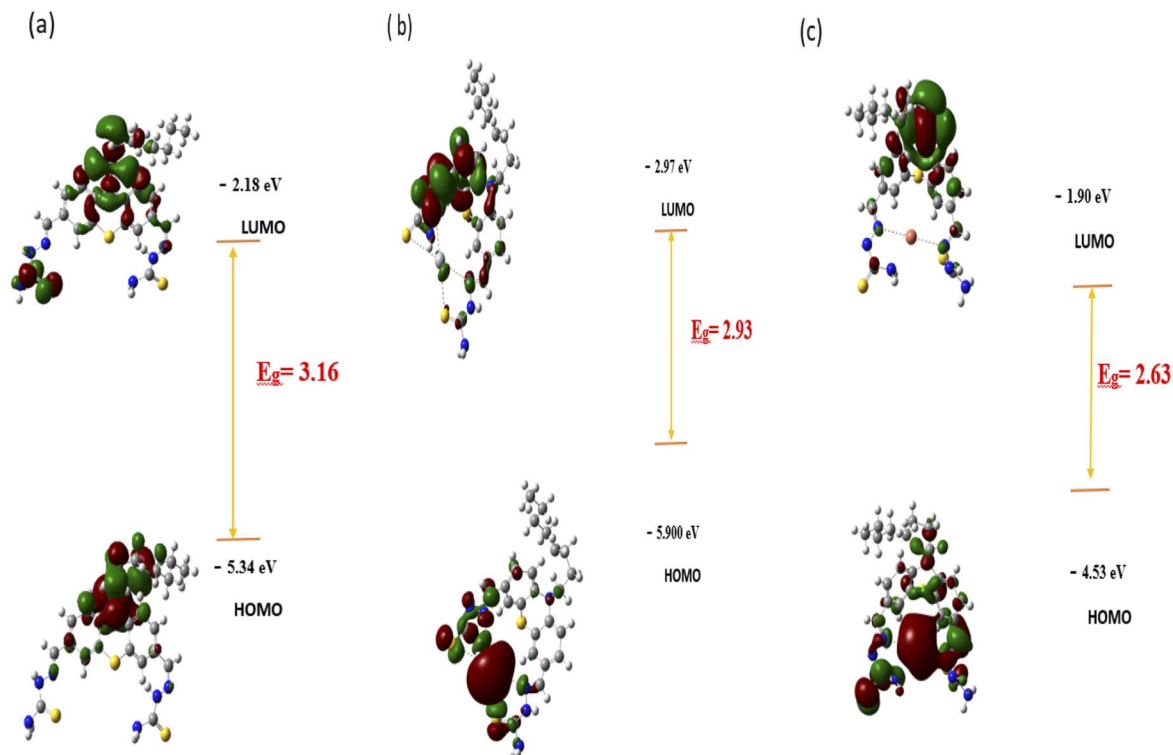 (a)
- 2.18 eV
LUMO
Eg= 3.16
- 5.34 eV
HOMO
( b)
- 2.97 eV
LUMO
Eg= 2.93
- 5.900 eV
HOMO
(c)
- 1.90 eV
LUMO
Eg= 2.63
- 4.53 eV
HOMO